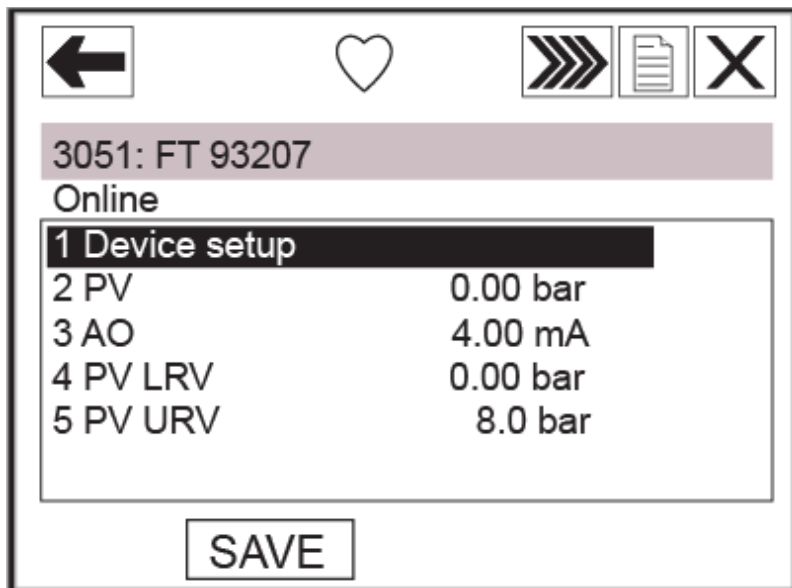 3051: FT 93207
Online
1 Device setup
2 PV 0.00 bar
3 AO 4.00 mA
4 PV LRV 0.00 bar
5 PV URV 8.0 bar
SAVE